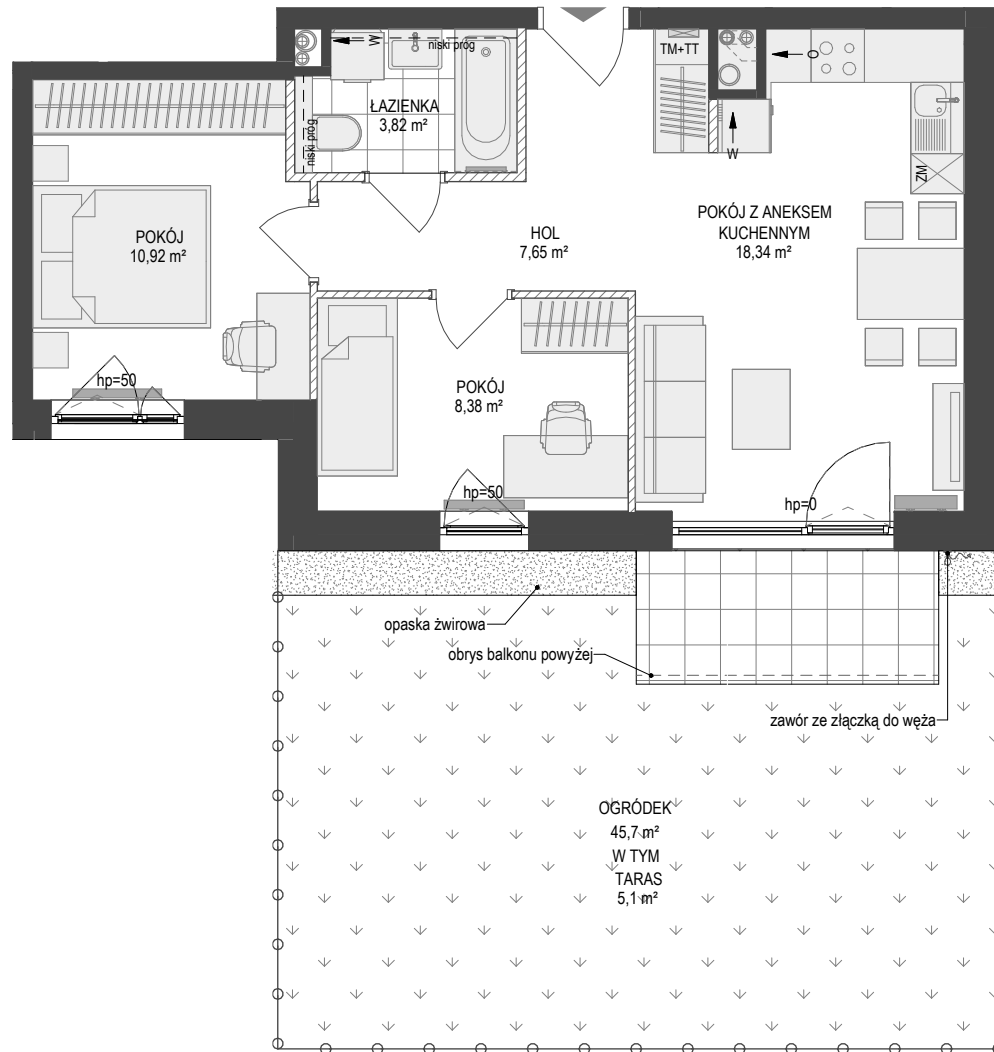 W
niski próg
TM+TT
O
ŁAZIENKA
3,82 m²
niski próg
W
ZM
POKÓJ
10,92 m²
HOL
7,65 m²
POKÓJ Z ANEKSEM
KUCHENNYM
18,34 m²
hp=50
POKÓJ
8,38 m²
hp=50
hp=0
opaska żwirowa
obrys balkonu powyżej
zawór ze złączką do węża
OGRÓDEK
45,7 m²
W TYM
TARAS
5,1 m²